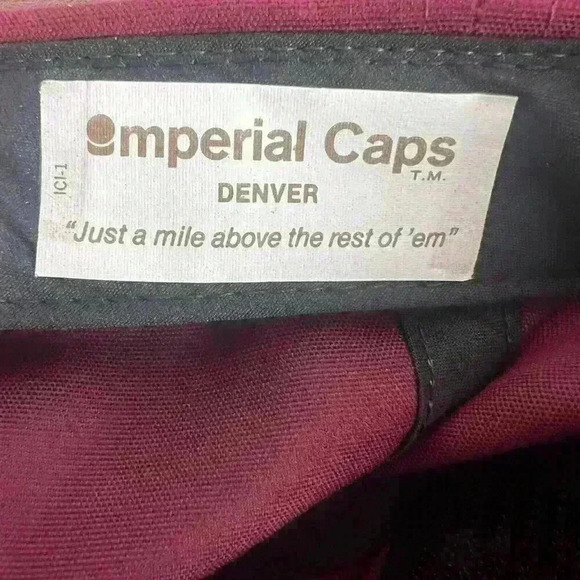 Imperial Caps
T.M.
DENVER
"Just a mile above the rest of 'em"
ICI-1